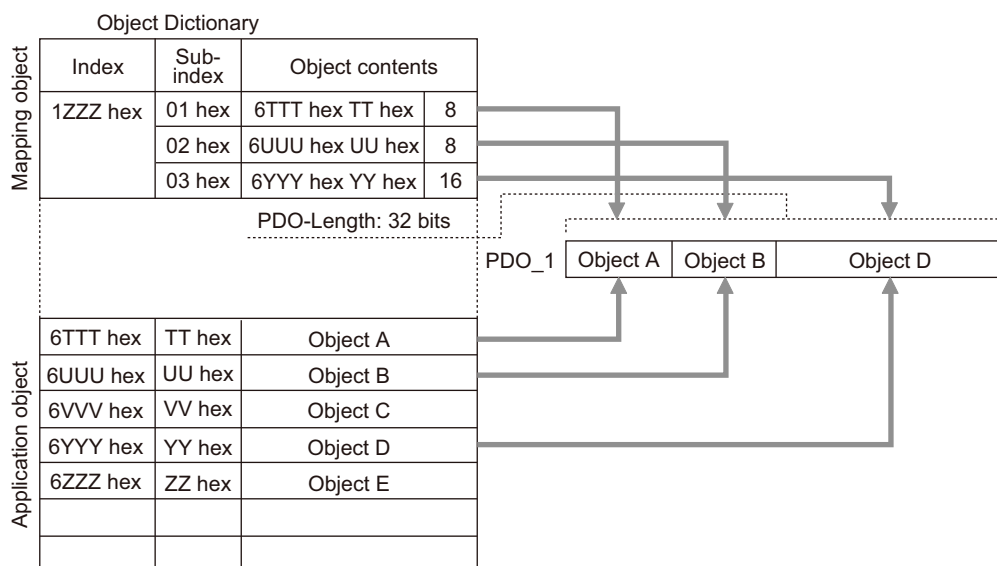 Object Dictionary
Mapping object
Index Sub-index Object contents
1ZZZ hex 01 hex 6TTT hex TT hex 8
02 hex 6UUU hex UU hex 8
03 hex 6YYY hex YY hex 16
PDO-Length: 32 bits
PDO_1 Object A Object B Object D
Application object
6TTT hex TT hex Object A
6UUU hex UU hex Object B
6VVV hex VV hex Object C
6YYY hex YY hex Object D
6ZZZ hex ZZ hex Object E